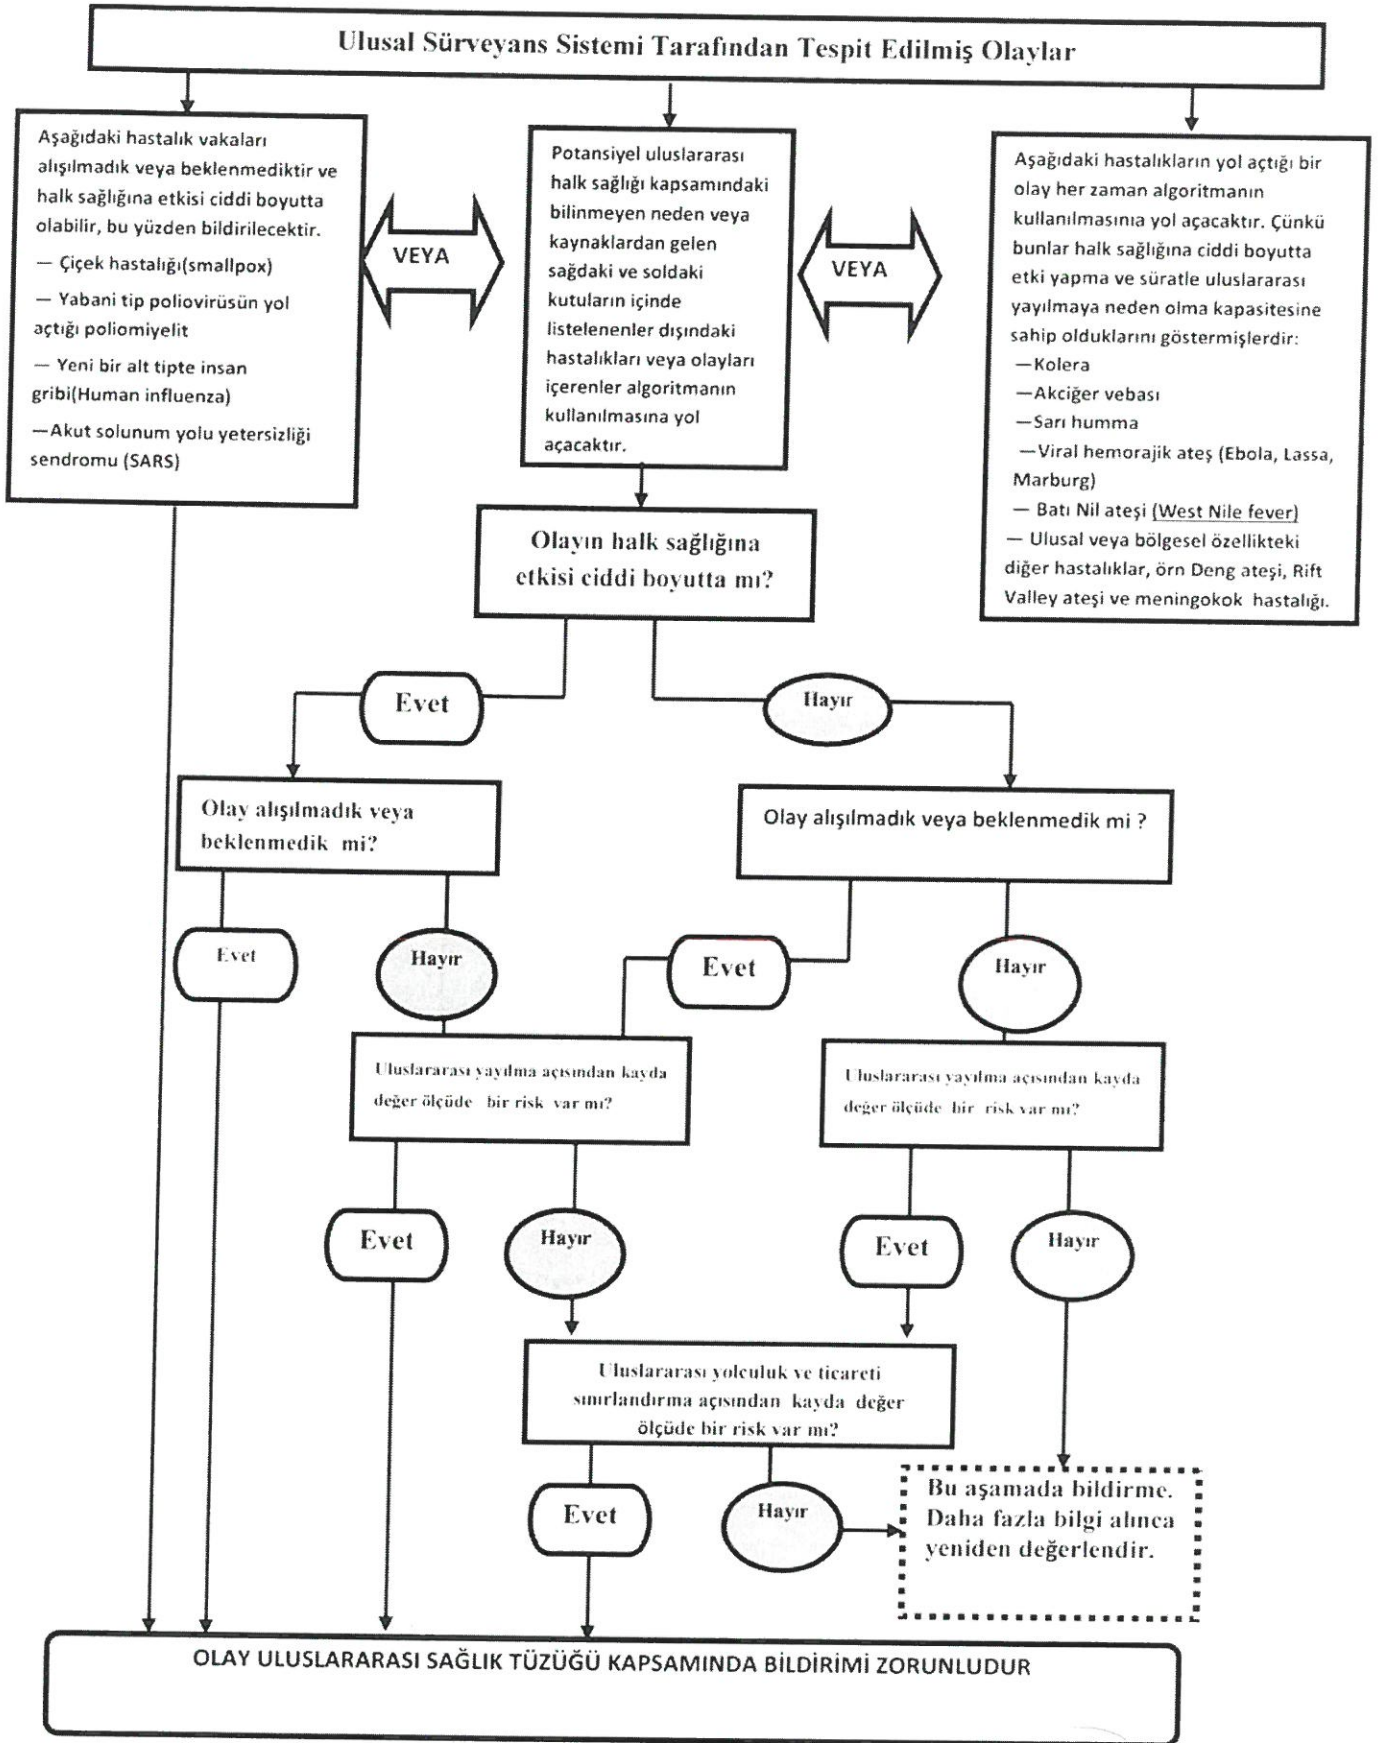 Ulusal Sürveyans Sistemi Tarafından Tespit Edilmiş Olaylar
Aşağıdaki hastalık vakaları
alışılmadık veya beklenmediktir ve
halk sağlığına etkisi ciddi boyutta
olabilir, bu yüzden bildirilecektir.
— Çiçek hastalığı(smallpox)
— Yabani tip poliovirüsün yol
açtığı poliomiyelit
— Yeni bir alt tipte insan
gribi(Human influenza)
—Akut solunum yolu yetersizliği
sendromu (SARS)
VEYA
Potansiyel uluslararası
halk sağlığı kapsamındaki
bilinmeyen neden veya
kaynaklardan gelen
sağdaki ve soldaki
kutuların içinde
listelenenler dışındaki
hastalıkları veya olayları
içerenler algoritmanın
kullanılmasına yol
açacaktır.
VEYA
Aşağıdaki hastalıkların yol açtığı bir
olay her zaman algoritmanın
kullanılmasınıa yol açacaktır. Çünkü
bunlar halk sağlığına ciddi boyutta
etki yapma ve süratle uluslararası
yayılmaya neden olma kapasitesine
sahip olduklarını göstermişlerdir:
—Kolera
—Akciğer vebası
—Sarı humma
—Viral hemorajik ateş (Ebola, Lassa,
Marburg)
— Batı Nil ateşi (West Nile fever)
— Ulusal veya bölgesel özellikteki
diğer hastalıklar, örn Deng ateşi, Rift
Valley ateşi ve meningokok hastalığı.
Olayın halk sağlığına
etkisi ciddi boyutta mı?
Evet
Hayır
Olay alışılmadık veya
beklenmedik mi?
Olay alışılmadık veya beklenmedik mi ?
Evet
Hayır
Evet
Hayır
Uluslararası yayılma açısından kayda
değer ölçüde bir risk var mı?
Uluslararası yayılma açısından kayda
değer ölçüde bir risk var mı?
Evet
Hayır
Evet
Hayır
Uluslararası yolculuk ve ticareti
sınırlandırma açısından kayda değer
ölçüde bir risk var mı?
Evet
Hayır
Bu aşamada bildirme.
Daha fazla bilgi alınca
yeniden değerlendir.
OLAY ULUSLARARASI SAĞLIK TÜZÜĞÜ KAPSAMINDA BİLDİRİMİ ZORUNLUDUR